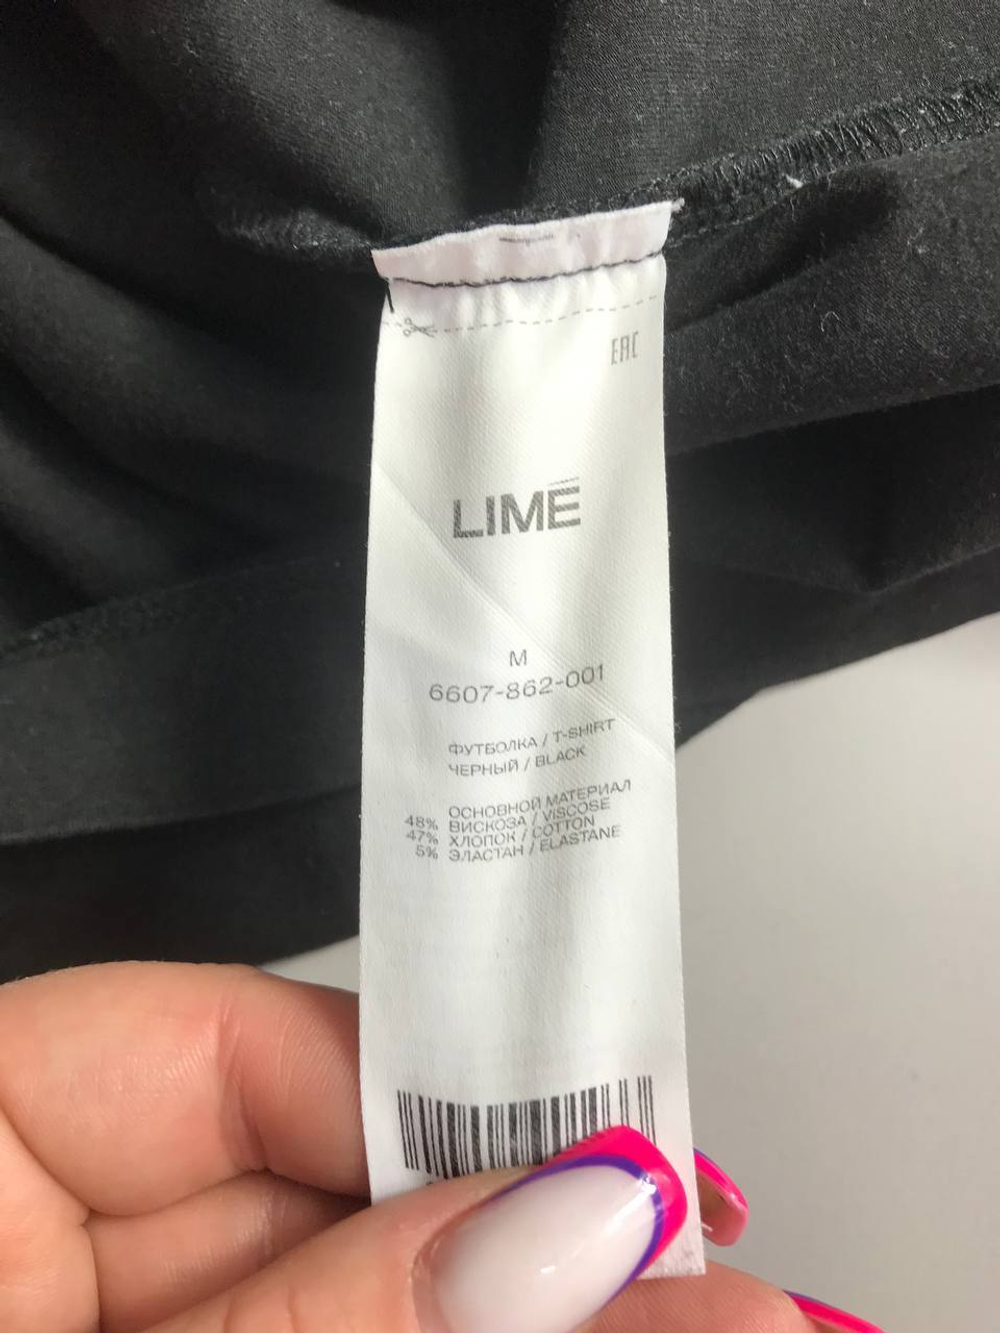 EAC
LIMĒ
M
6607-862-001
ФУТБОЛКА / T-SHIRT
ЧЕРНЫЙ / BLACK
ОСНОВНОЙ МАТЕРИАЛ
48% ВИСКОЗА / VISCOSE
47% ХЛОПОК / COTTON
5% ЭЛАСТАН / ELASTANE